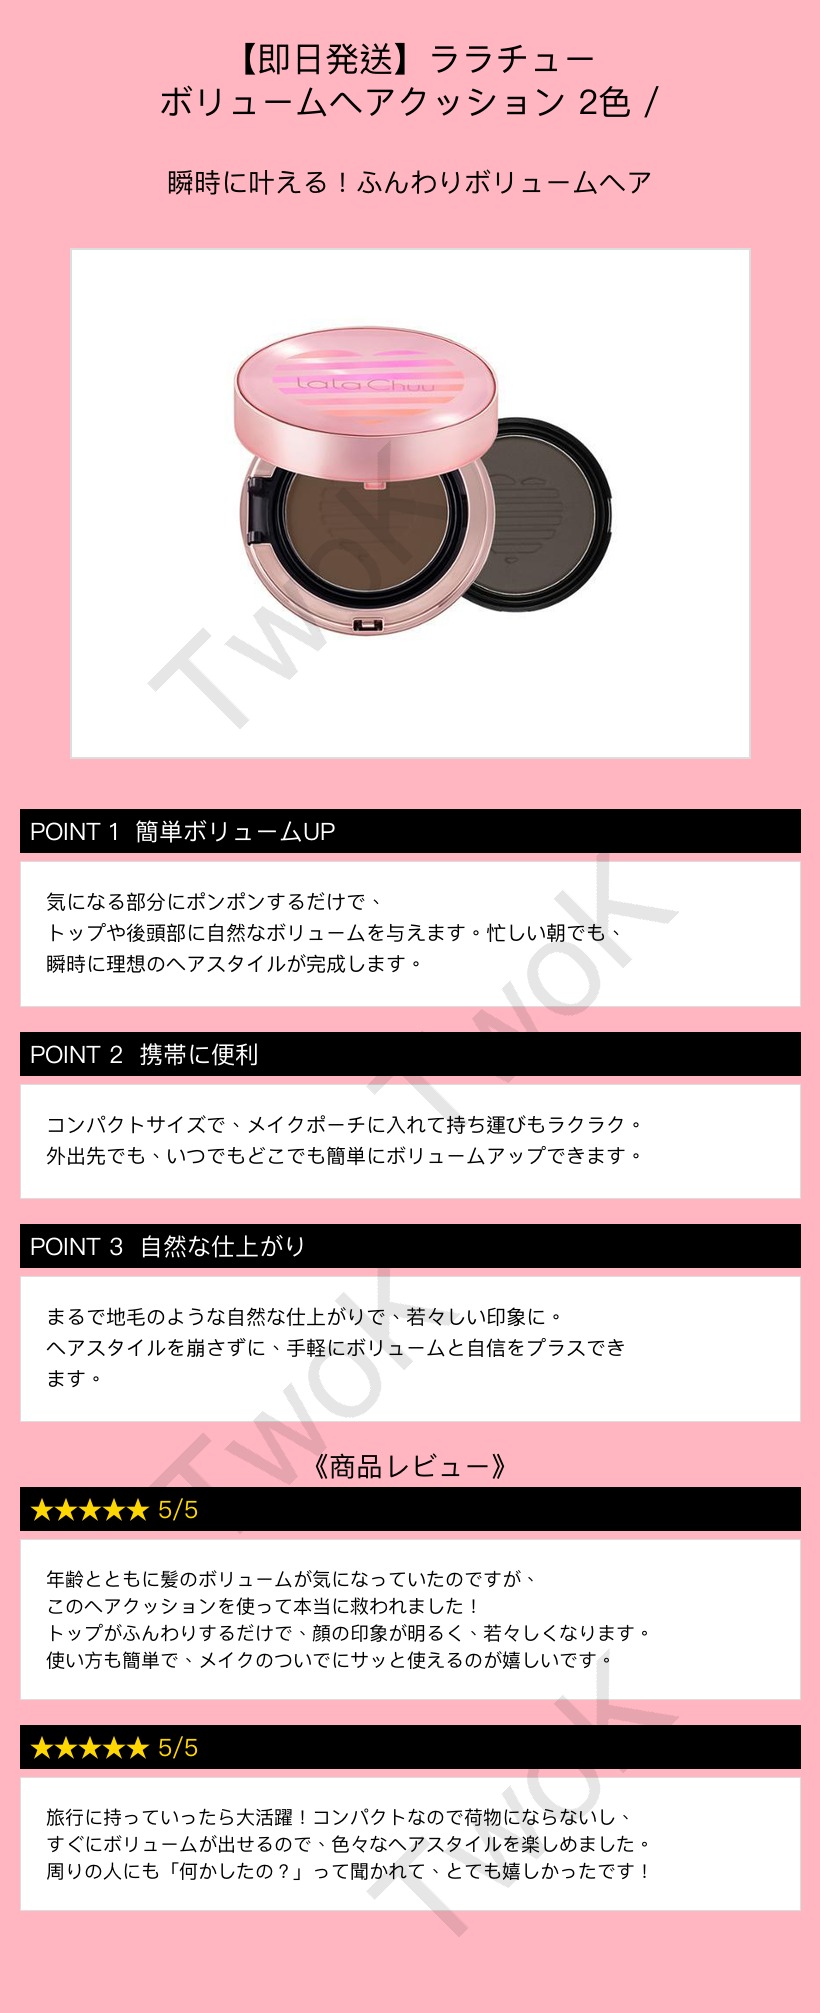 【即日発送】ララチュー
ボリュームヘアクッション 2色 /
瞬時に叶える！ふんわりボリュームヘア
LaLa Chuu
TwoK
POINT 1 簡単ボリュームUP
気になる部分にポンポンするだけで、
トップや後頭部に自然なボリュームを与えます。忙しい朝でも、
瞬時に理想のヘアスタイルが完成します。
TwoK
POINT 2 携帯に便利
コンパクトサイズで、メイクポーチに入れて持ち運びもラクラク。
外出先でも、いつでもどこでも簡単にボリュームアップできます。
POINT 3 自然な仕上がり
まるで地毛のような自然な仕上がりで、若々しい印象に。
ヘアスタイルを崩さずに、手軽にボリュームと自信をプラスでき
ます。
TwoK
《商品レビュー》
★★★★★ 5/5
年齢とともに髪のボリュームが気になっていたのですが、
このヘアクッションを使って本当に救われました！
トップがふんわりするだけで、顔の印象が明るく、若々しくなります。
使い方も簡単で、メイクのついでにサッと使えるのが嬉しいです。
★★★★★ 5/5
旅行に持っていったら大活躍！コンパクトなので荷物にならないし、
すぐにボリュームが出せるので、色々なヘアスタイルを楽しめました。
周りの人にも「何かしたの？」って聞かれて、とても嬉しかったです！
TwoK